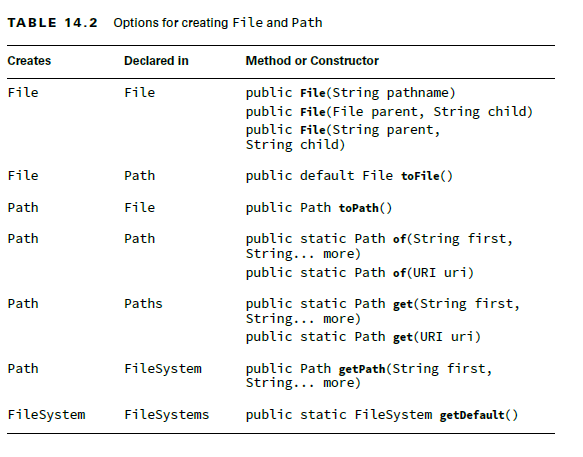 TABLE 14.2 Options for creating File and Path
Creates Declared in Method or Constructor
File File public File(String pathname)
public File(File parent, String child)
public File(String parent,
String child)
File Path public default File toFile()
Path File public Path toPath()
Path Path public static Path of(String first,
String... more)
public static Path of(URI uri)
Path Paths public static Path get(String first,
String... more)
public static Path get(URI uri)
Path FileSystem public Path getPath(String first,
String... more)
FileSystem FileSystems public static FileSystem getDefault()